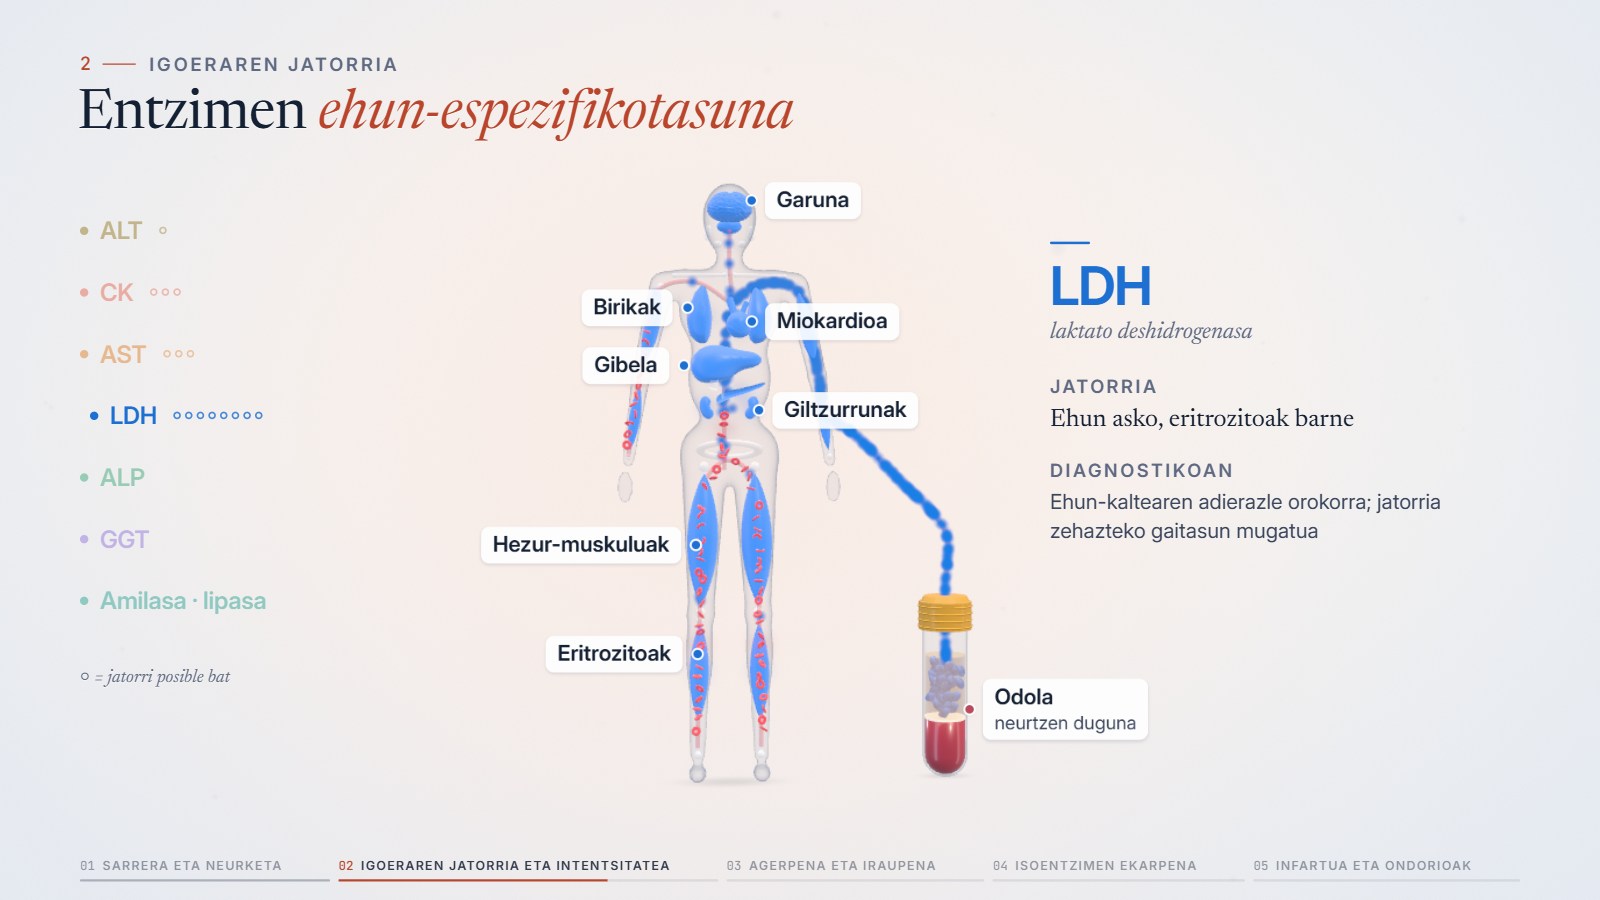 2 — IGOERAREN JATORRIA
Entzimen ehun-espezifikotasuna
• ALT ○
• CK ○○○
• AST ○○○
• LDH ○○○○○○○○
• ALP
• GGT
• Amilasa · lipasa
○ = jatorri posible bat
Garuna
Birikak
Miokardioa
Gibela
Giltzurrunak
Hezur-muskuluak
Eritrozitoak
Odola
neurtzen duguna
LDH
laktato deshidrogenasa
JATORRIA
Ehun asko, eritrozitoak barne
DIAGNOSTIKOAN
Ehun-kaltearen adierazle orokorra; jatorria
zehazteko gaitasun mugatua
01 SARRERA ETA NEURKETA
02 IGOERAREN JATORRIA ETA INTENTSITATEA
03 AGERPENA ETA IRAUPENA
04 ISOENTZIMEN EKARPENA
05 INFARTUA ETA ONDORIOAK